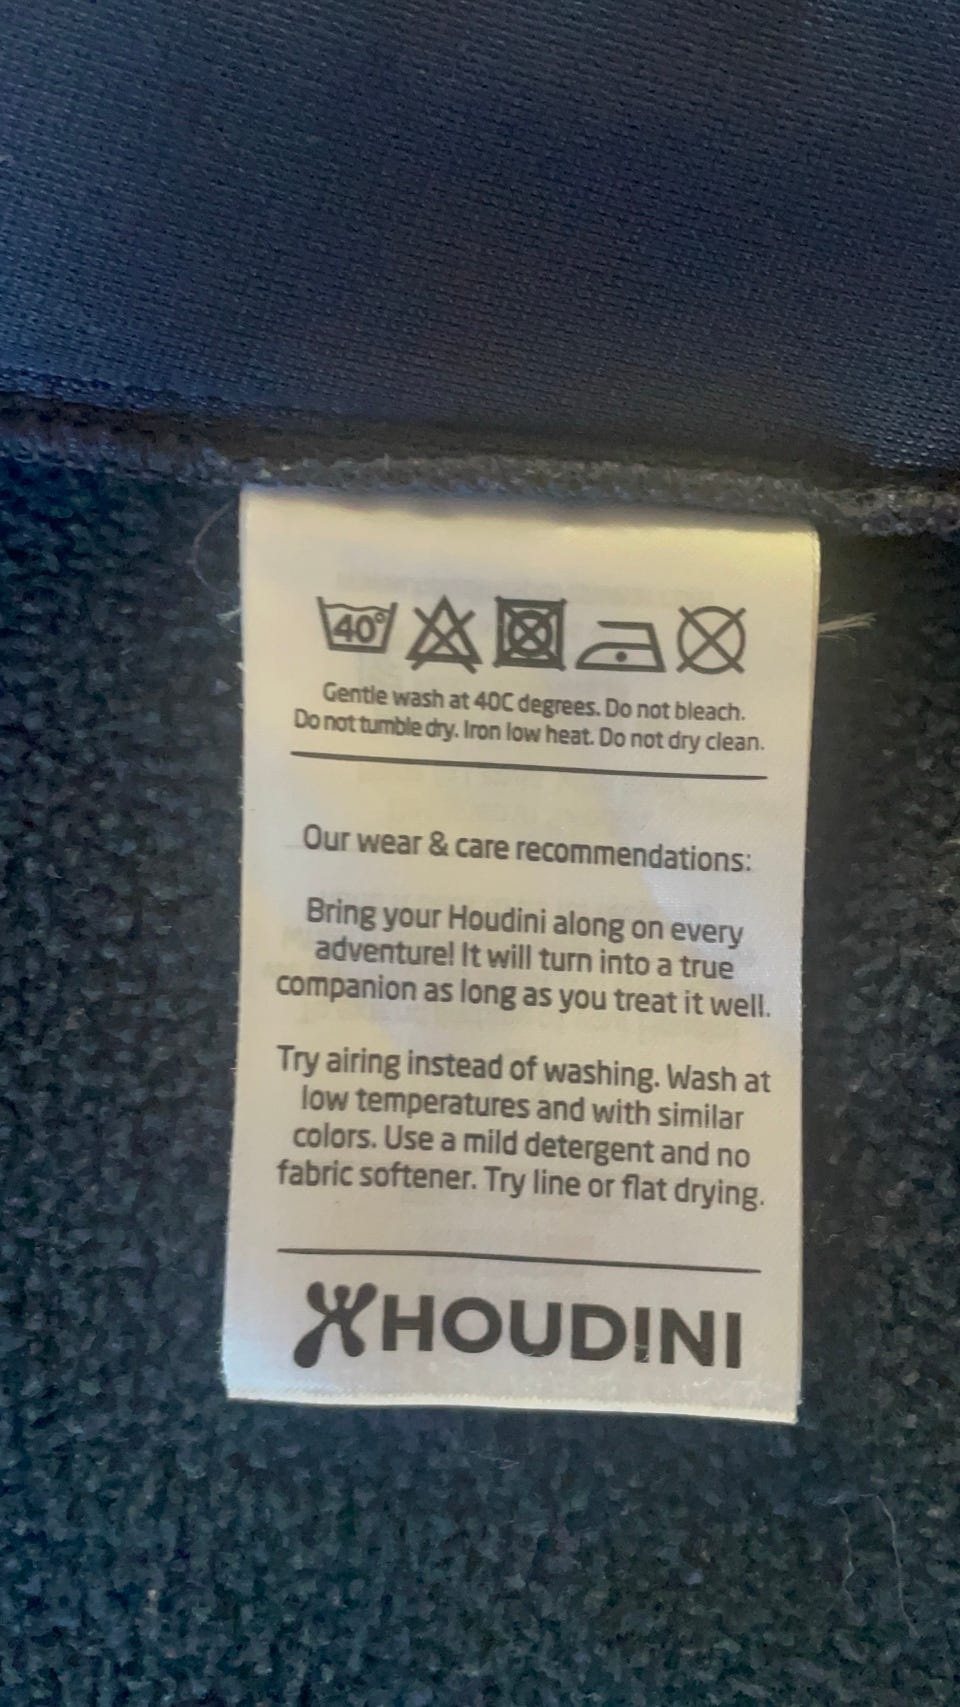 40°
Gentle wash at 40C degrees. Do not bleach.
Do not tumble dry. Iron low heat. Do not dry clean.
Our wear & care recommendations:
Bring your Houdini along on every
adventure! It will turn into a true
companion as long as you treat it well.
Try airing instead of washing. Wash at
low temperatures and with similar
colors. Use a mild detergent and no
fabric softener. Try line or flat drying.
HOUD!NI